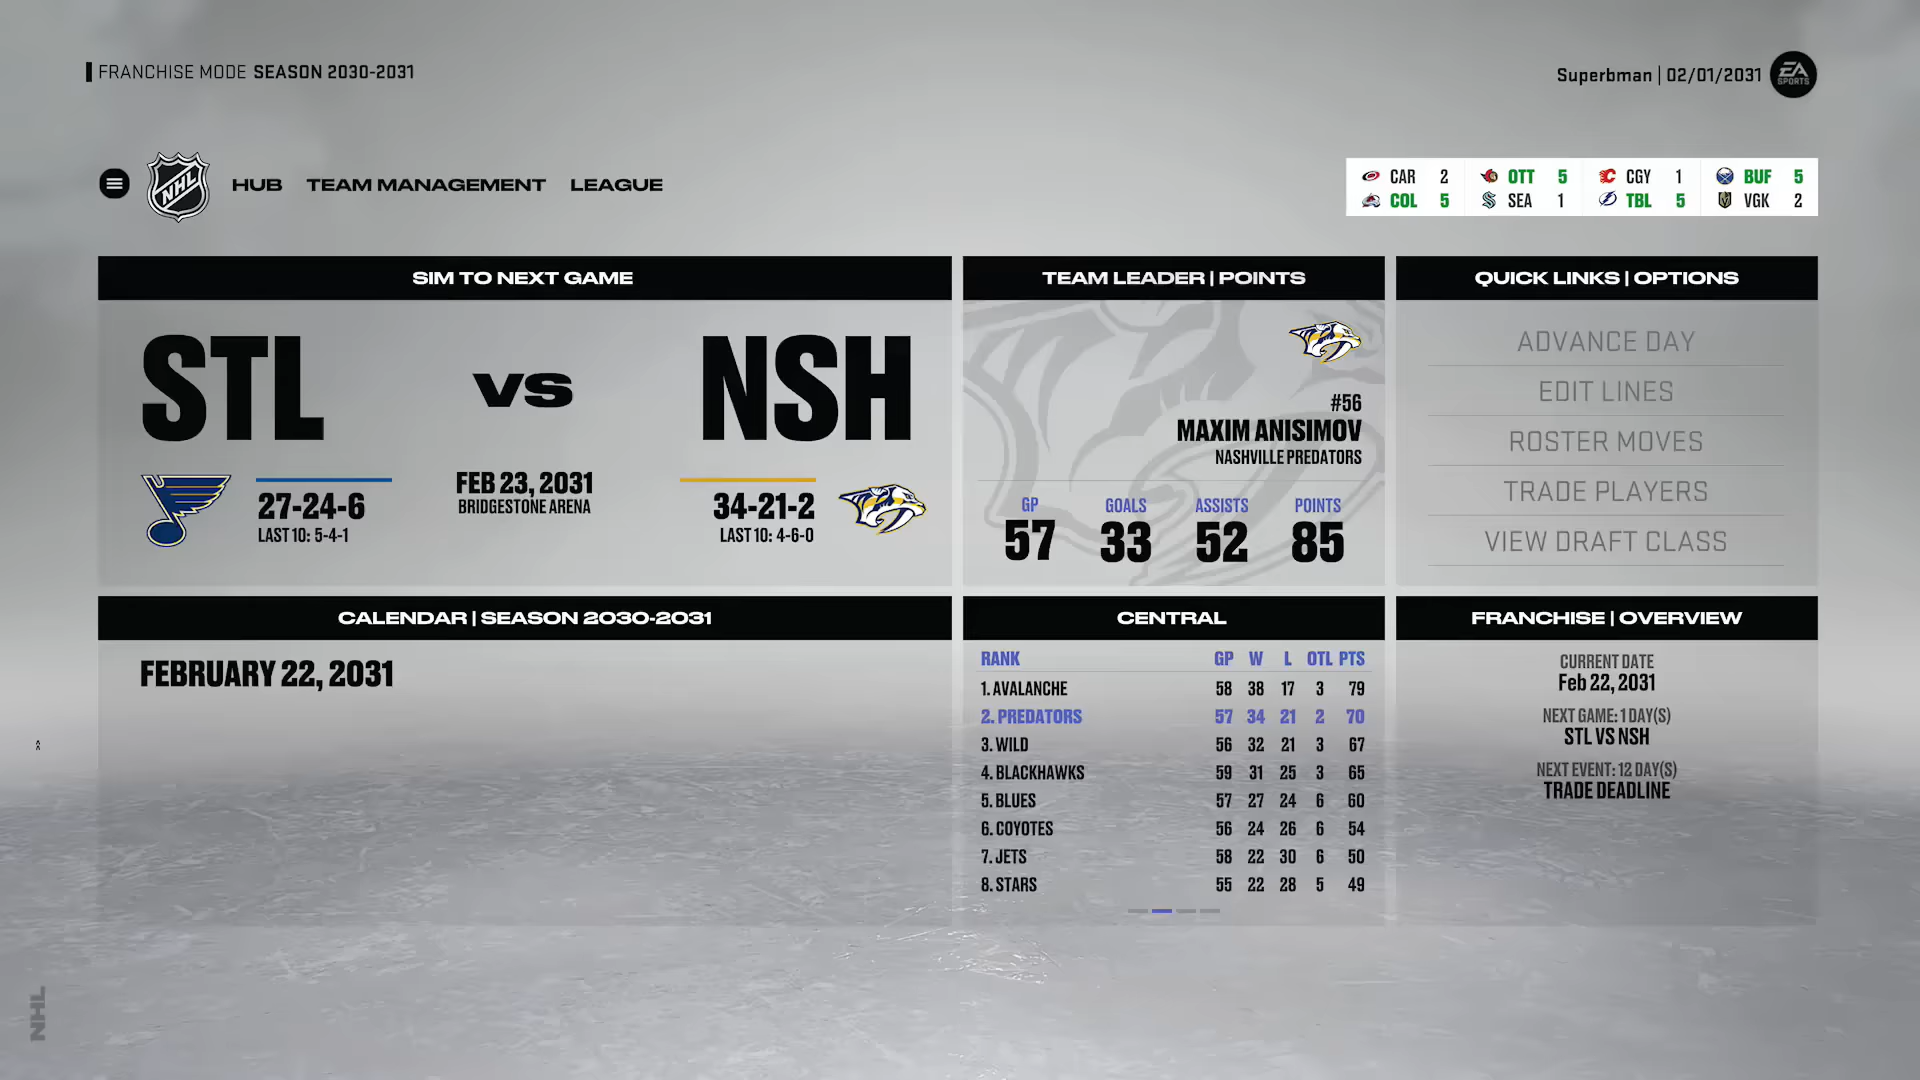 FRANCHISE MODE SEASON 2030-2031
Superbman | 02/01/2031
EA SPORTS
NHL
HUB TEAM MANAGEMENT LEAGUE
CAR 2 OTT 5 CGY 1 BUF 5
COL 5 SEA 1 TBL 5 VGK 2
SIM TO NEXT GAME
STL VS NSH
FEB 23, 2031
BRIDGESTONE ARENA
27-24-6
LAST 10: 5-4-1
34-21-2
LAST 10: 4-6-0
TEAM LEADER | POINTS
#56
MAXIM ANISIMOV
NASHVILLE PREDATORS
GP GOALS ASSISTS POINTS
57 33 52 85
QUICK LINKS | OPTIONS
ADVANCE DAY
EDIT LINES
ROSTER MOVES
TRADE PLAYERS
VIEW DRAFT CLASS
CALENDAR | SEASON 2030-2031
FEBRUARY 22, 2031
CENTRAL
RANK GP W L OTL PTS
1. AVALANCHE 58 38 17 3 79
2. PREDATORS 57 34 21 2 70
3. WILD 56 32 21 3 67
4. BLACKHAWKS 59 31 25 3 65
5. BLUES 57 27 24 6 60
6. COYOTES 56 24 26 6 54
7. JETS 58 22 30 6 50
8. STARS 55 22 28 5 49
FRANCHISE | OVERVIEW
CURRENT DATE
Feb 22, 2031
NEXT GAME: 1 DAY(S)
STL VS NSH
NEXT EVENT: 12 DAY(S)
TRADE DEADLINE
NHL